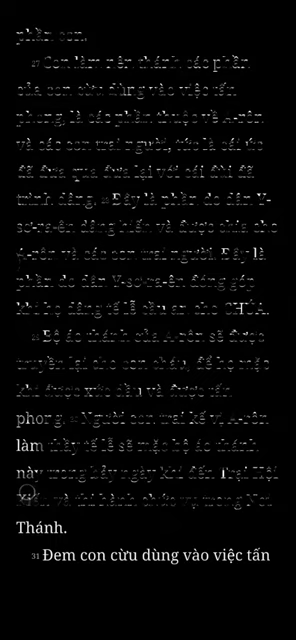 phần con.
27 Con làm nên thánh các phần
của con cừu dùng vào việc tấn
phong, là các phần thuộc về A-rôn
và các con trai người, tức là cái ức
đã đưa qua đưa lại với cái đùi đã
trình dâng. 28 Đây là phần do dân Y-
sơ-ra-ên dâng hiến và được chia cho
A-rôn và các con trai người. Đây là
phần do dân Y-sơ-ra-ên đóng góp
khi họ dâng tế lễ cầu an cho CHÚA.
29 Bộ áo thánh của A-rôn sẽ được
truyền lại cho con cháu, để họ mặc
khi được xức dầu và được tấn
phong. 30 Người con trai kế vị A-rôn
làm thầy tế lễ sẽ mặc bộ áo thánh
này trong bảy ngày khi đến Trại Hội
Kiến và thi hành chức vụ trong Nơi
Thánh.
31 Đem con cừu dùng vào việc tấn